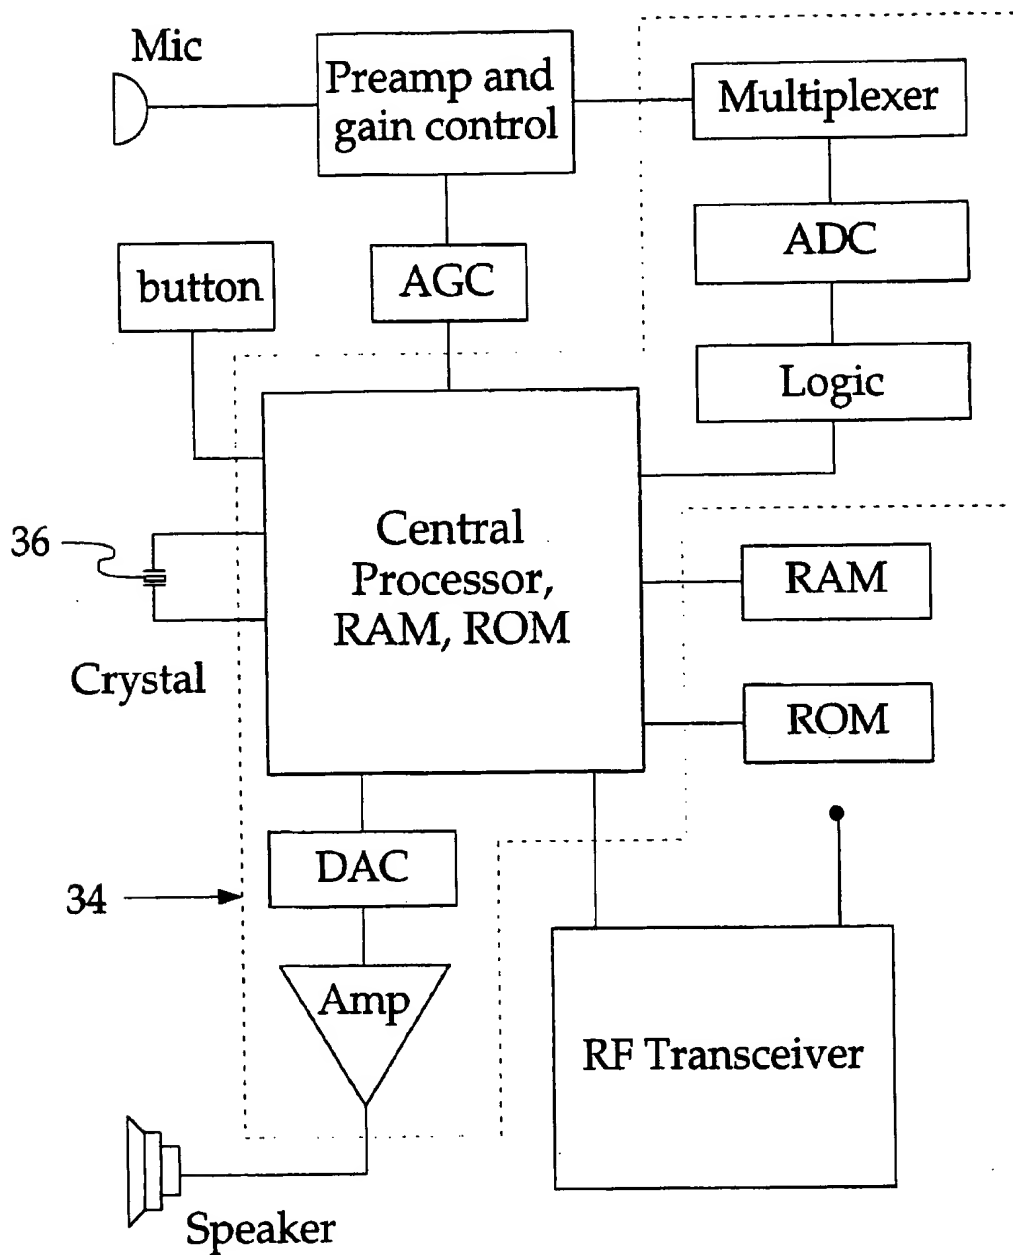 Mic
Preamp and
gain control
Multiplexer
ADC
button
AGC
Logic
36
Central
Processor,
RAM, ROM
RAM
Crystal
ROM
DAC
34
Amp
RF Transceiver
Speaker